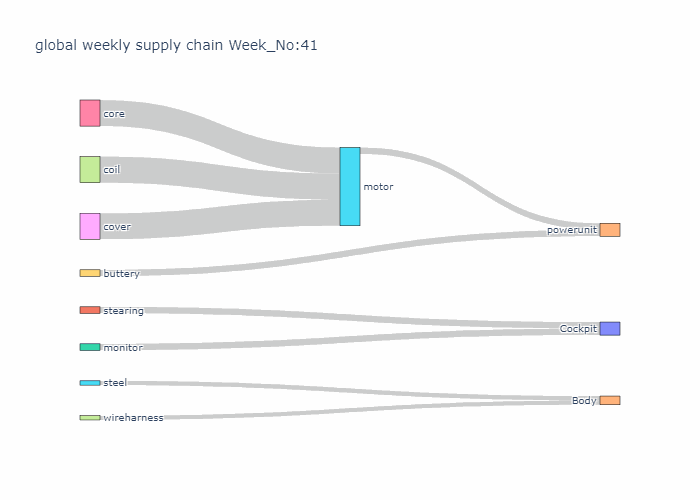 global weekly supply chain Week_No:41
core
coil
motor
cover
powerunit
buttery
stearing
Cockpit
monitor
steel
Body
wireharness